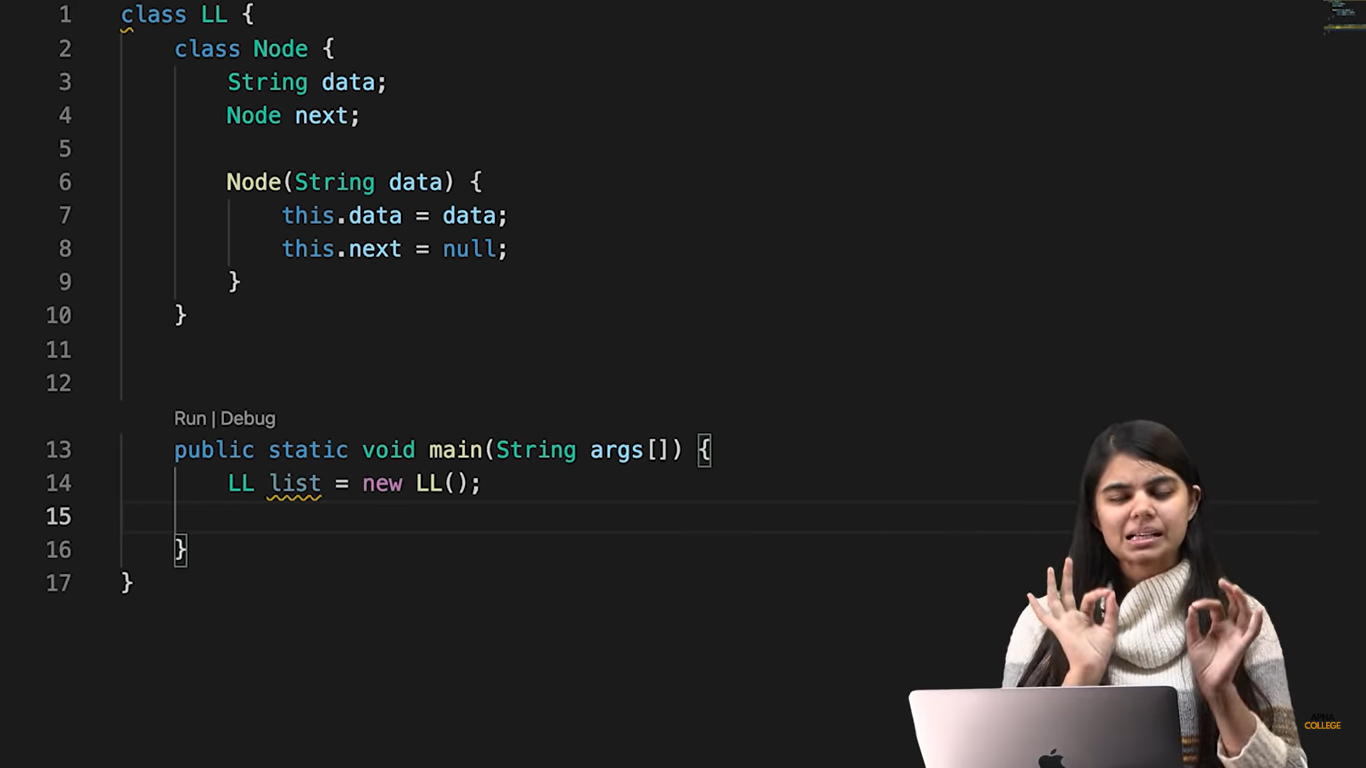 1 class LL {
2 class Node {
3 String data;
4 Node next;
5
6 Node(String data) {
7 this.data = data;
8 this.next = null;
9 }
10 }
11
12
Run | Debug
13 public static void main(String args[]) {
14 LL list = new LL();
15
16 }
17 }
APNA
COLLEGE